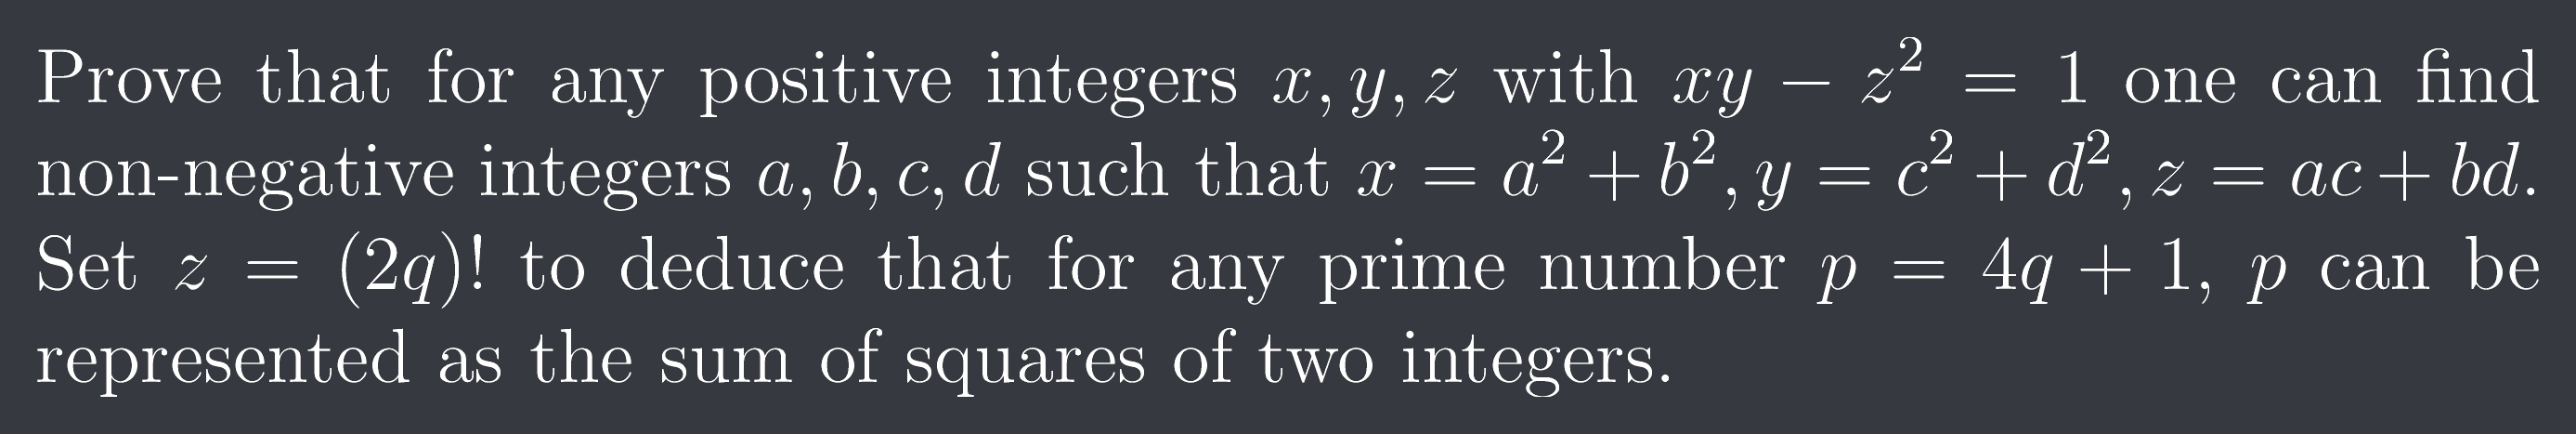 Prove that for any positive integers x, y, z with xy − z² = 1 one can find
non-negative integers a, b, c, d such that x = a² + b², y = c² + d², z = ac + bd.
Set z = (2q)! to deduce that for any prime number p = 4q + 1, p can be
represented as the sum of squares of two integers.